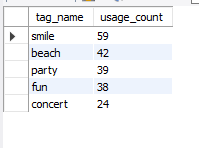 tag_name usage_count
smile 59
beach 42
party 39
fun 38
concert 24